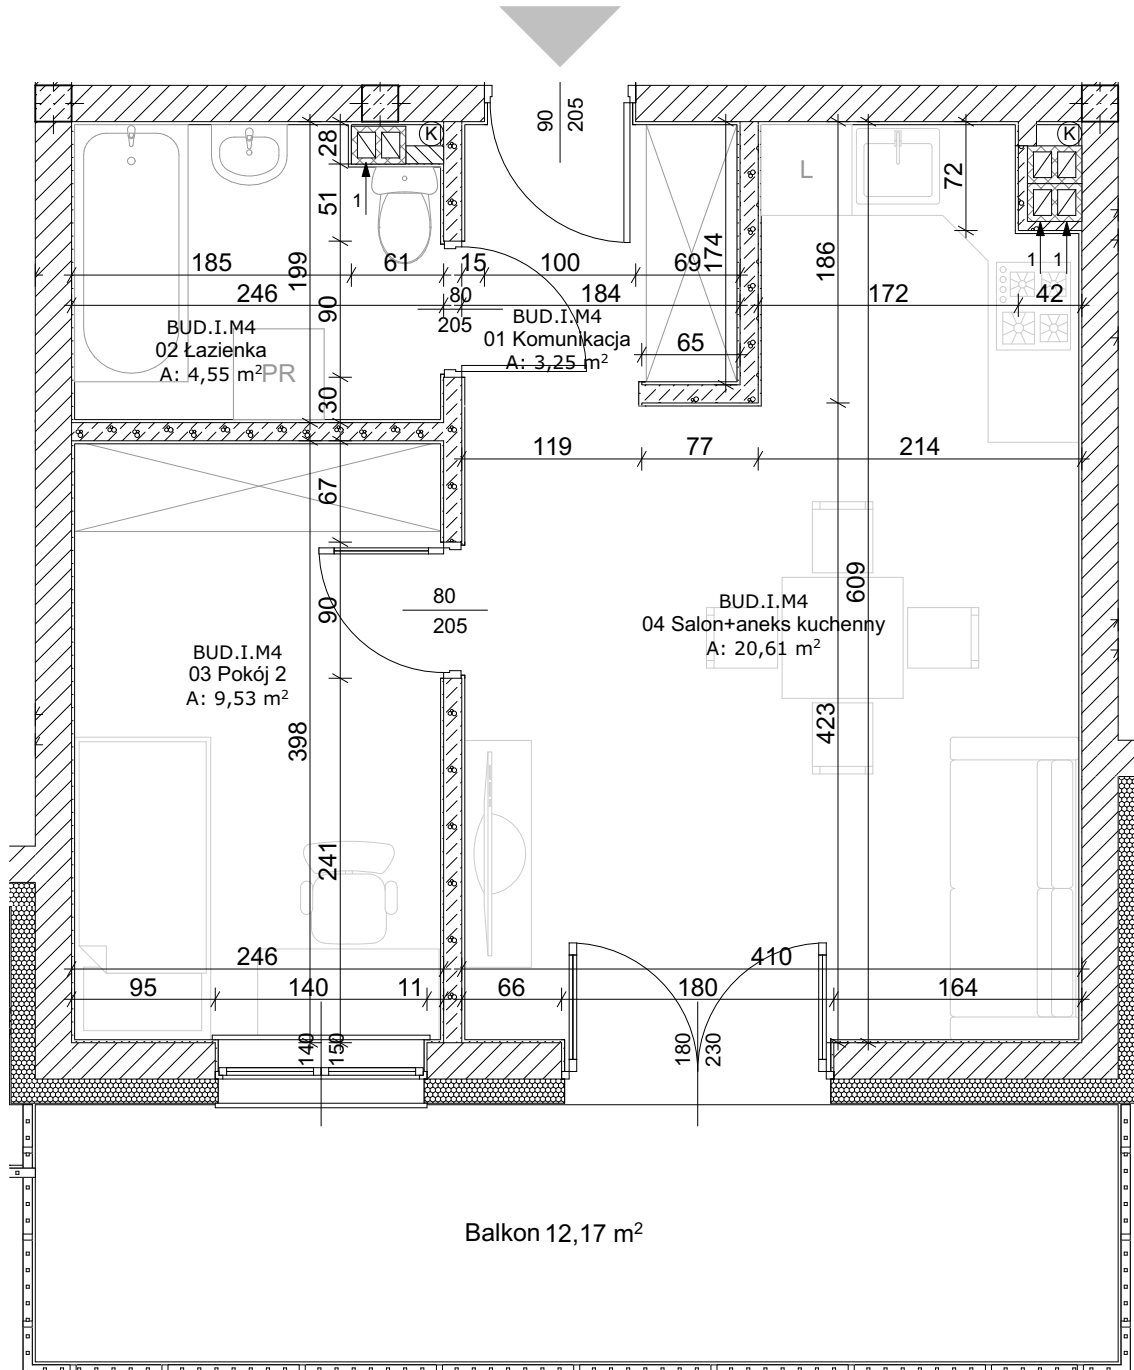 90
205
K
K
28
L
51
72
1
174
1
1
185
199
61
15
100
69
186
246
90
80
205
184
172
42
BUD.I.M4
02 Łazienka
A: 4,55 m²
PR
BUD.I.M4
01 Komunikacja
A: 3,25 m²
65
30
119
77
214
67
80
205
90
609
BUD.I.M4
04 Salon+aneks kuchenny
A: 20,61 m²
BUD.I.M4
03 Pokój 2
A: 9,53 m²
398
423
241
246
410
95
140
11
66
180
164
140
150
180
230
Balkon 12,17 m²